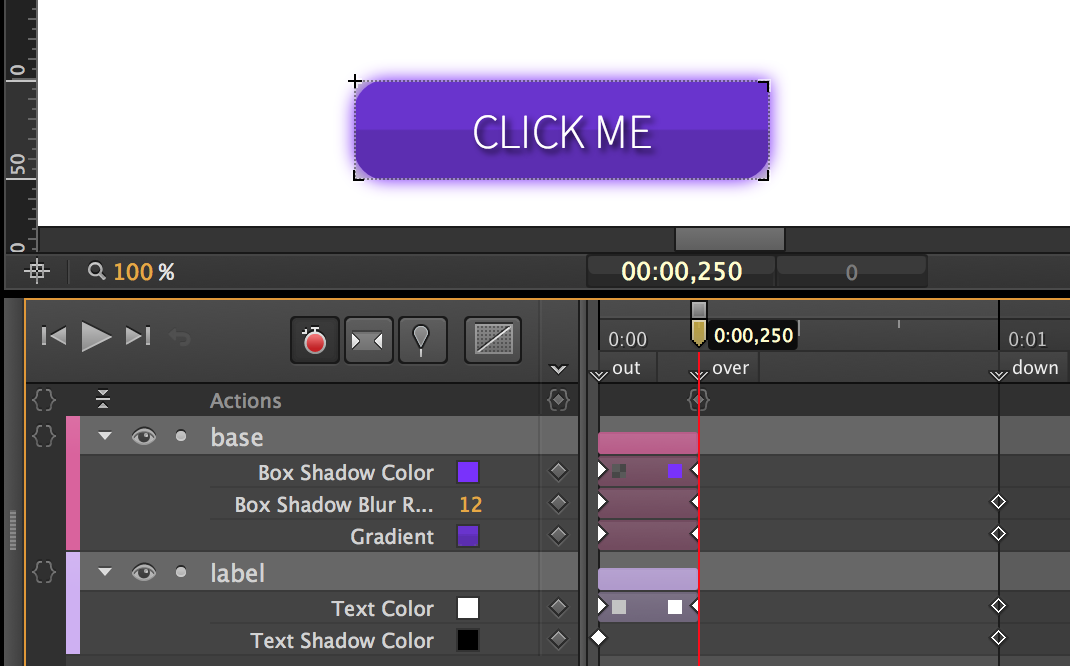 0
CLICK ME
50
0
100 %
00:00,250
0
0:00
0:00,250
0:01
out
over
down
Actions
base
Box Shadow Color
Box Shadow Blur R... 12
Gradient
label
Text Color
Text Shadow Color